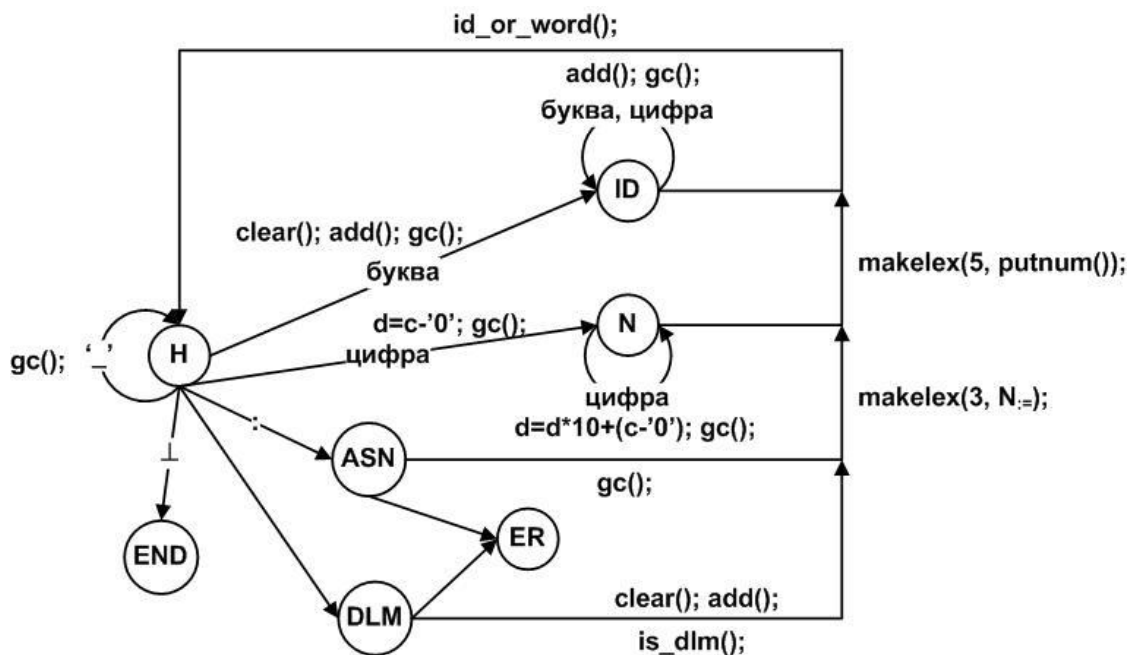 id_or_word();
add(); gc();
буква, цифра
ID
clear(); add(); gc();
буква
makelex(5, putnum());
d=c-’0’; gc();
N
цифра
gc(); ‘_’
H
цифра
d=d*10+(c-’0’); gc();
makelex(3, N:=);
:
ASN
gc();
⊥
ER
END
DLM
clear(); add();
is_dlm();